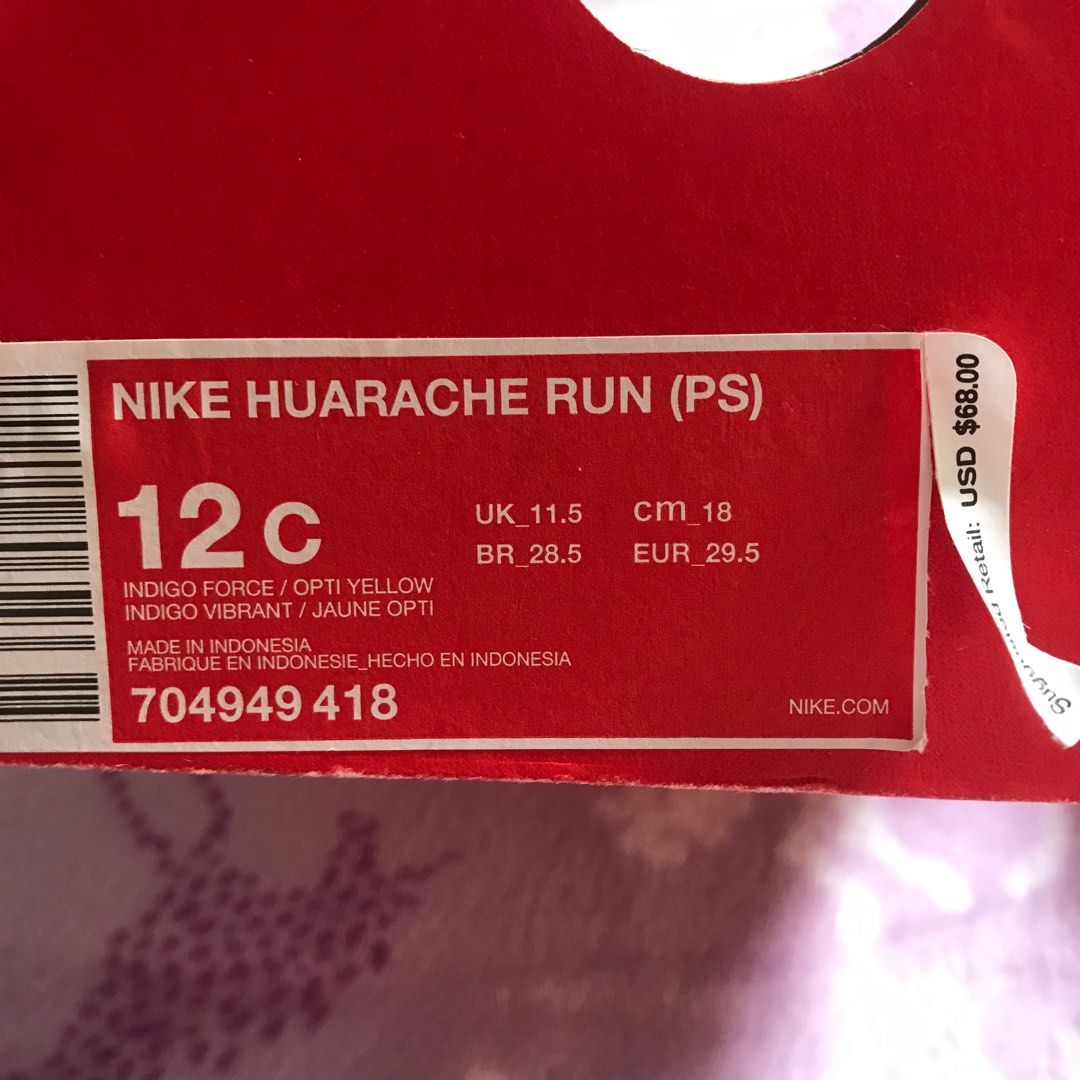 NIKE HUARACHE RUN (PS)
12 C
UK_11.5 cm_18
BR_28.5 EUR_29.5
INDIGO FORCE / OPTI YELLOW
INDIGO VIBRANT / JAUNE OPTI
MADE IN INDONESIA
FABRIQUE EN INDONESIE_HECHO EN INDONESIA
704949 418
NIKE.COM
Retail: USD $68.00